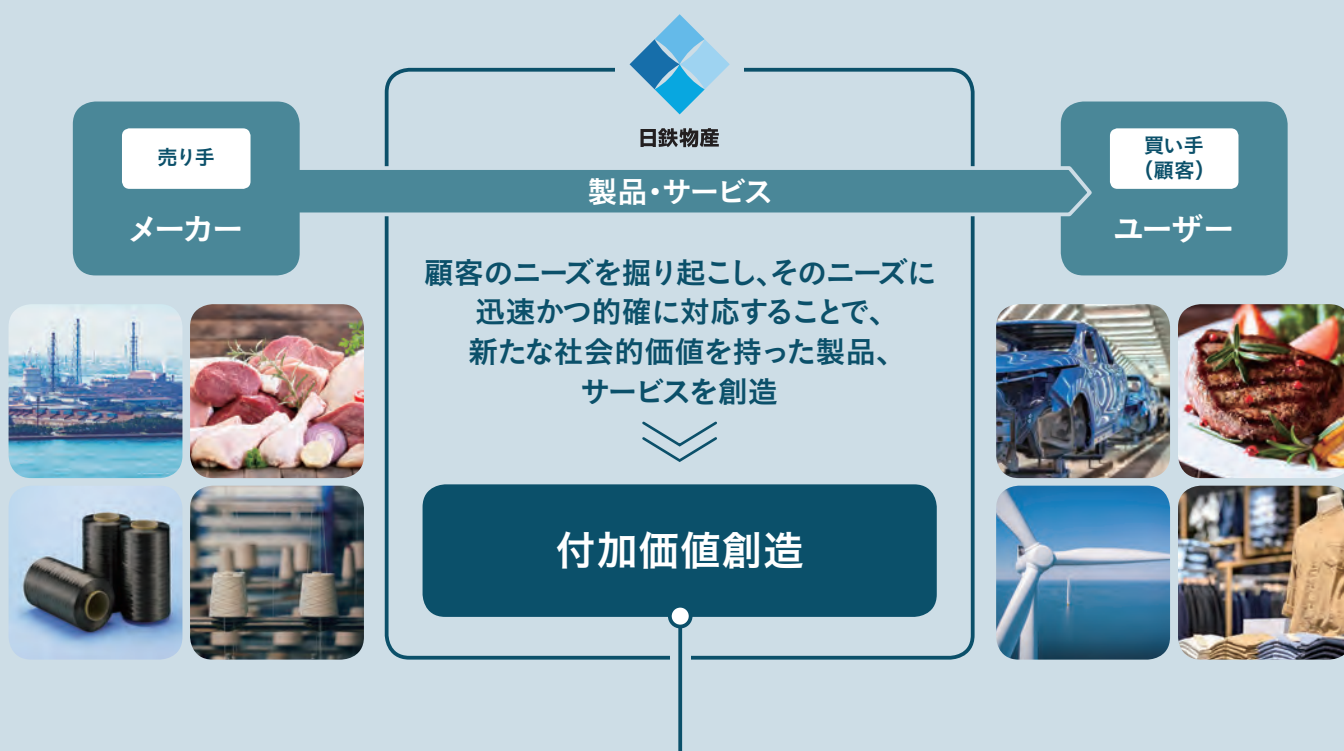 日鉄物産
売り手
メーカー
製品・サービス
買い手
（顧客）
ユーザー
顧客のニーズを掘り起こし、そのニーズに
迅速かつ的確に対応することで、
新たな社会的価値を持った製品、
サービスを創造
付加価値創造